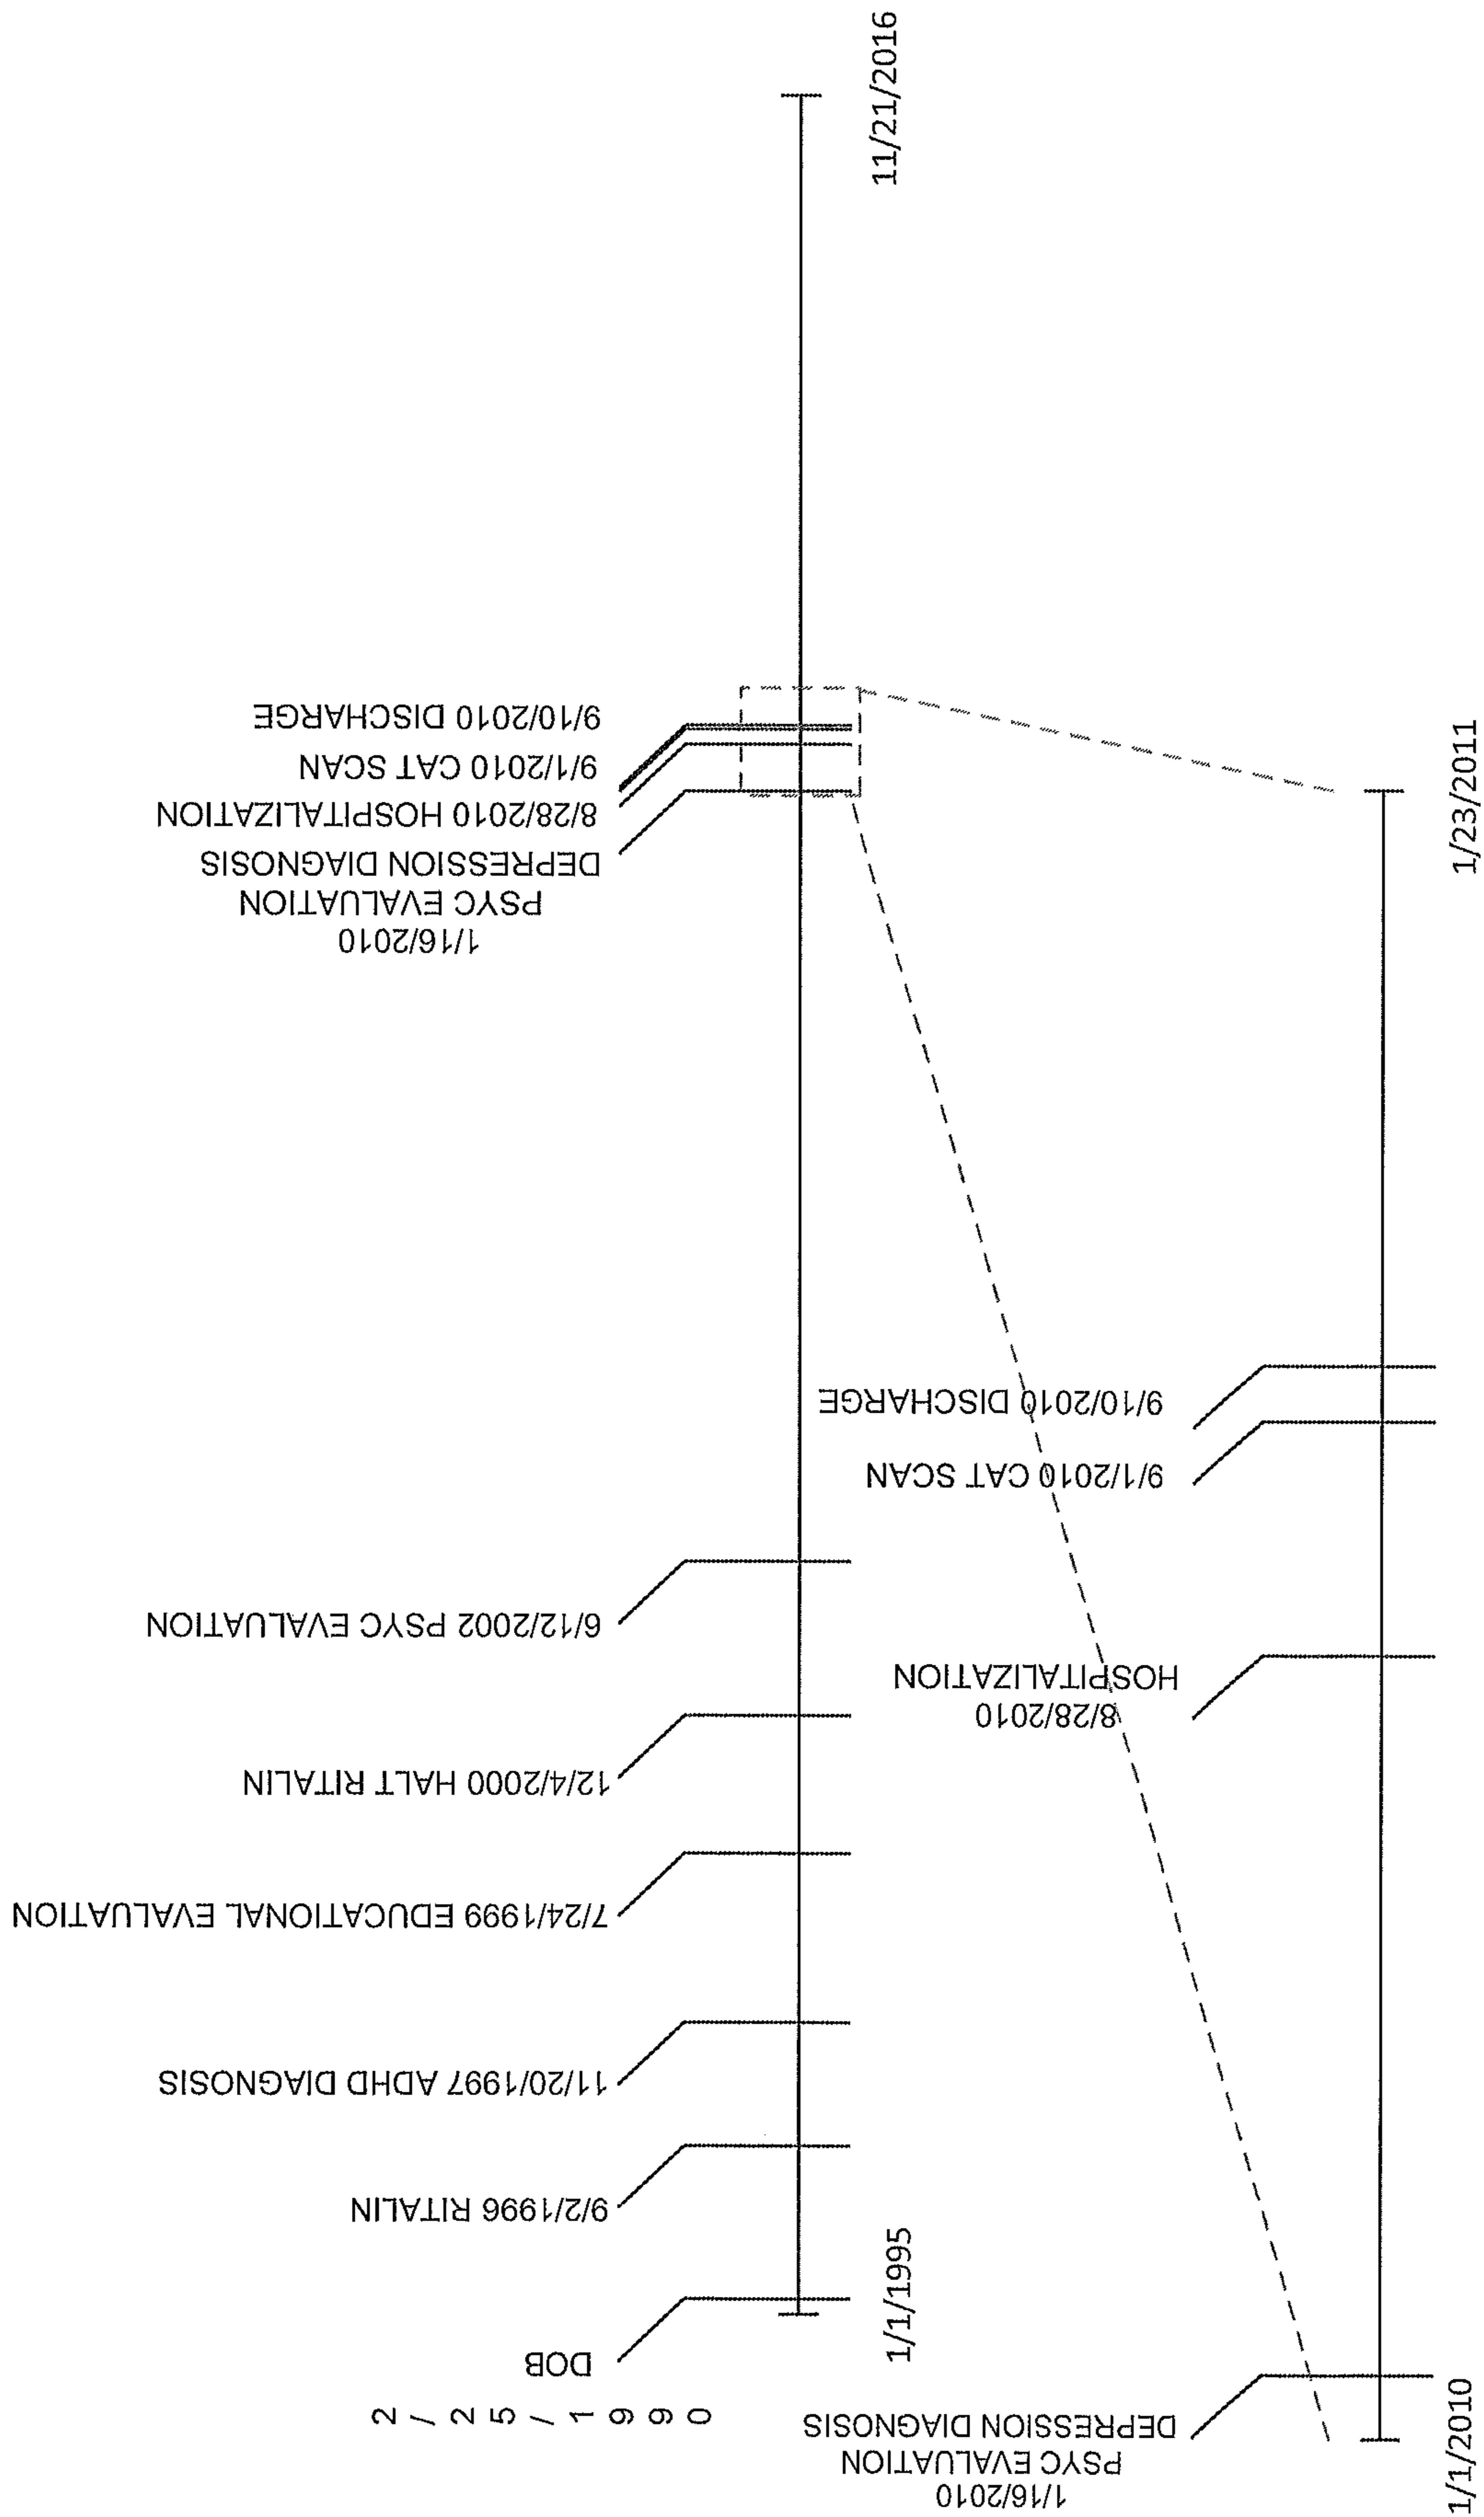 2/25/1990
DOB
9/2/1996 RITALIN
11/20/1997 ADHD DIAGNOSIS
7/24/1999 EDUCATIONAL EVALUATION
12/4/2000 HALT RITALIN
6/12/2002 PSYC EVALUATION
1/16/2010
PSYC EVALUATION
DEPRESSION DIAGNOSIS
8/28/2010 HOSPITALIZATION
9/1/2010 CAT SCAN
9/10/2010 DISCHARGE
1/1/1995
11/21/2016
1/16/2010
PSYC EVALUATION
DEPRESSION DIAGNOSIS
8/28/2010
HOSPITALIZATION
9/1/2010 CAT SCAN
9/10/2010 DISCHARGE
1/1/2010
1/23/2011